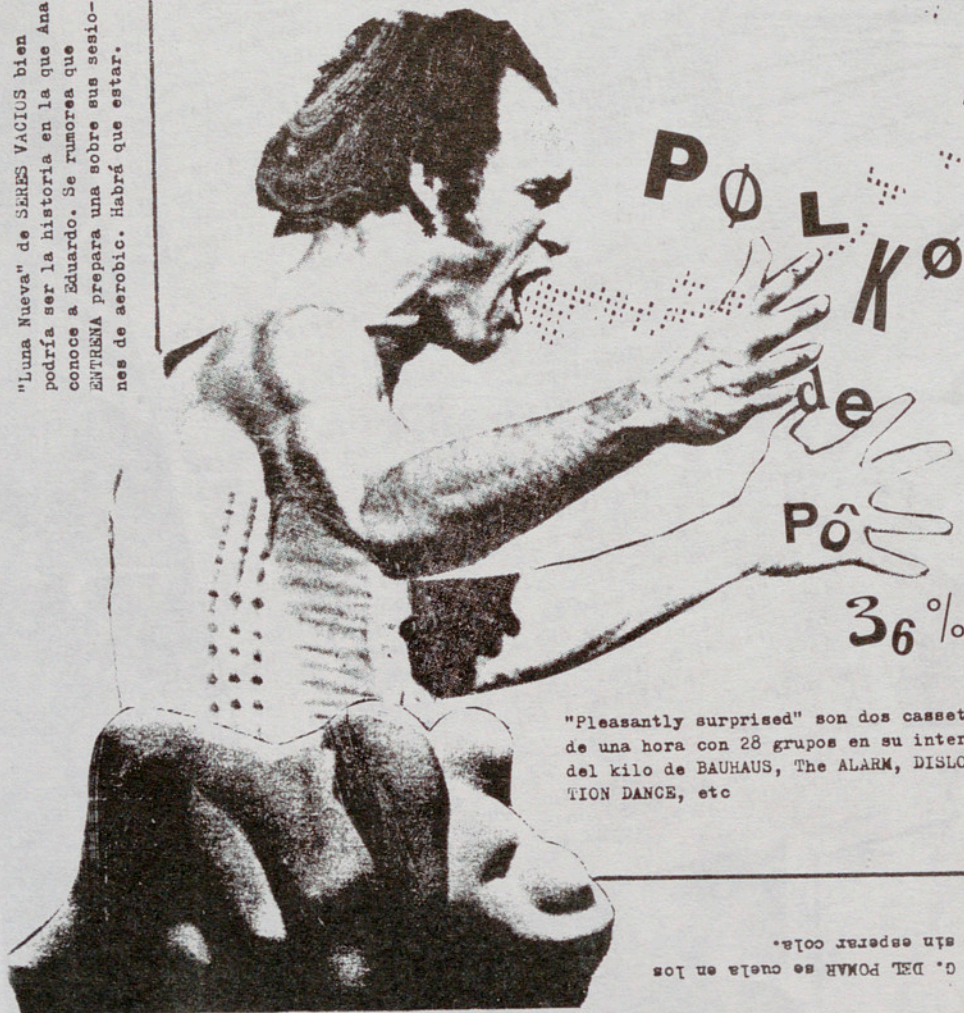 "Luna Nueva" de SERES VACIOS bien
podría ser la historia en la que Ana
conoce a Eduardo. Se rumorea que
ENTRENA prepara una sobre sus sesio-
nes de aerobic. Habrá que estar.
PØLKØ
de
PÔ
36%
"Pleasantly surprised" son dos casset
de una hora con 28 grupos en su inter
del kilo de BAUHAUS, The ALARM, DISLO
TION DANCE, etc
G. DEL POMAR se cuela en los
sin esperar cola.